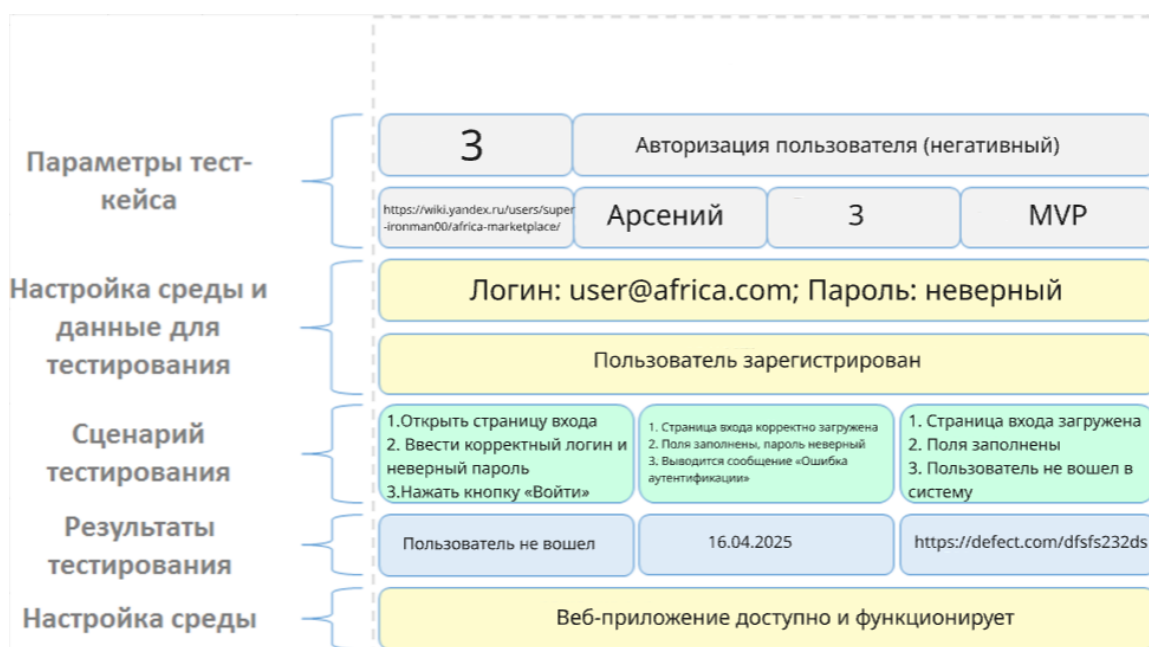 Параметры тест-
кейса
3
Авторизация пользователя (негативный)
https://wiki.yandex.ru/users/super
-ironman00/africa-marketplace/
Арсений
3
MVP
Настройка среды и
данные для
тестирования
Логин: user@africa.com; Пароль: неверный
Пользователь зарегистрирован
Сценарий
тестирования
1.Открыть страницу входа
2. Ввести корректный логин и
неверный пароль
3.Нажать кнопку «Войти»
1. Страница входа корректно загружена
2. Поля заполнены, пароль неверный
3. Выводится сообщение «Ошибка
аутентификации»
1. Страница входа загружена
2. Поля заполнены
3. Пользователь не вошел в
систему
Результаты
тестирования
Пользователь не вошел
16.04.2025
https://defect.com/dfsfs232ds
Настройка среды
Веб-приложение доступно и функционирует